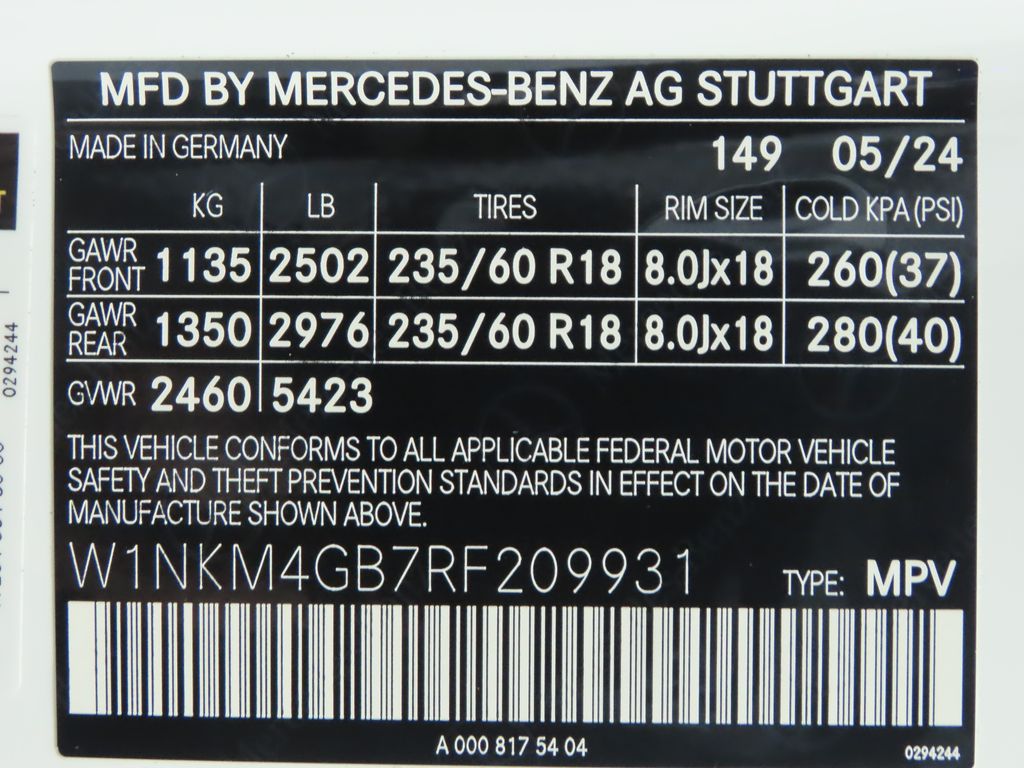 MFD BY MERCEDES-BENZ AG STUTTGART
MADE IN GERMANY 149 05/24
KG LB TIRES RIM SIZE COLD KPA (PSI)
GAWR FRONT 1135 2502 235/60 R18 8.0Jx18 260(37)
GAWR REAR 1350 2976 235/60 R18 8.0Jx18 280(40)
GVWR 2460 5423
THIS VEHICLE CONFORMS TO ALL APPLICABLE FEDERAL MOTOR VEHICLE
SAFETY AND THEFT PREVENTION STANDARDS IN EFFECT ON THE DATE OF
MANUFACTURE SHOWN ABOVE.
W1NKM4GB7RF209931 TYPE: MPV
A 000 817 54 04 0294244
0294244